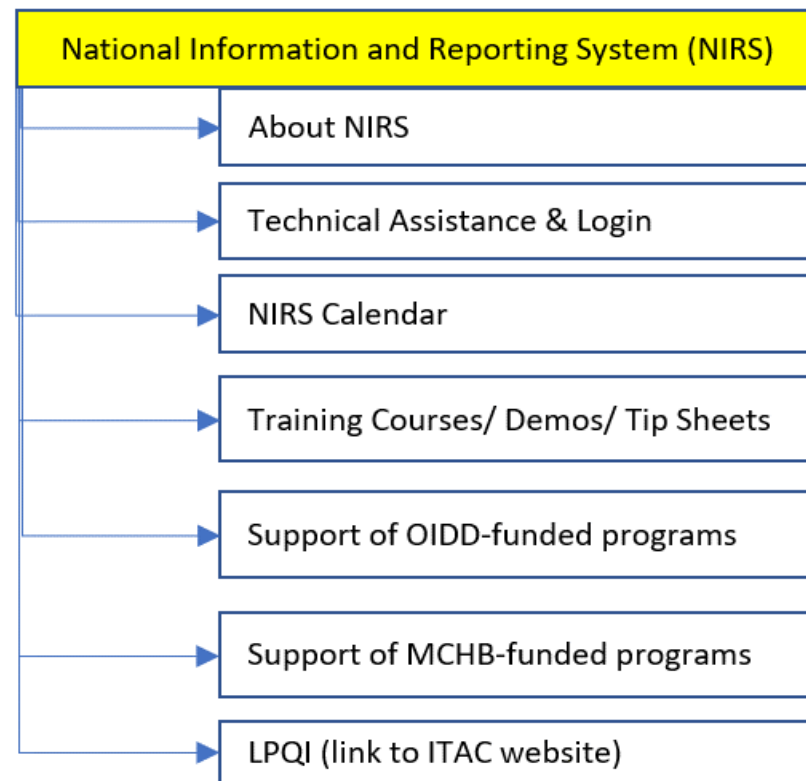 National Information and Reporting System (NIRS)
About NIRS
Technical Assistance & Login
NIRS Calendar
Training Courses/ Demos/ Tip Sheets
Support of OIDD-funded programs
Support of MCHB-funded programs
LPQI (link to ITAC website)